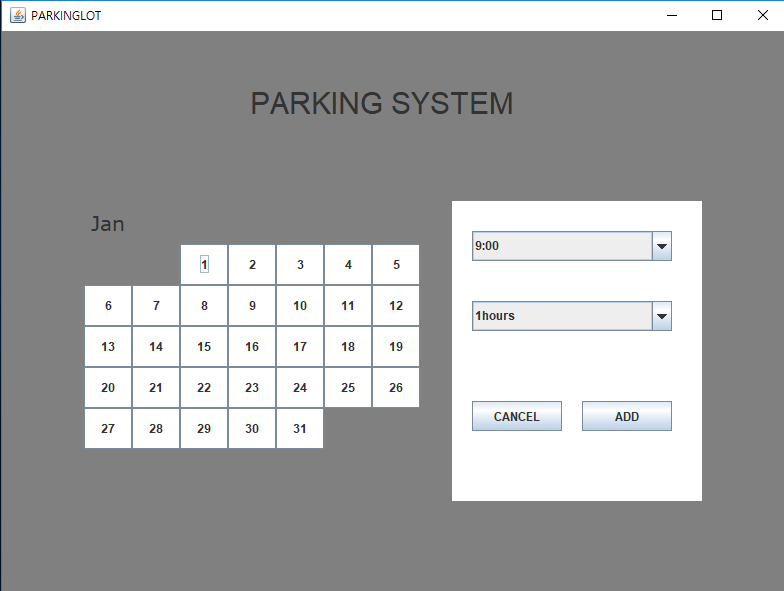 PARKINGLOT
PARKING SYSTEM
Jan
1 2 3 4 5
6 7 8 9 10 11 12
13 14 15 16 17 18 19
20 21 22 23 24 25 26
27 28 29 30 31
9:00
1hours
CANCEL ADD